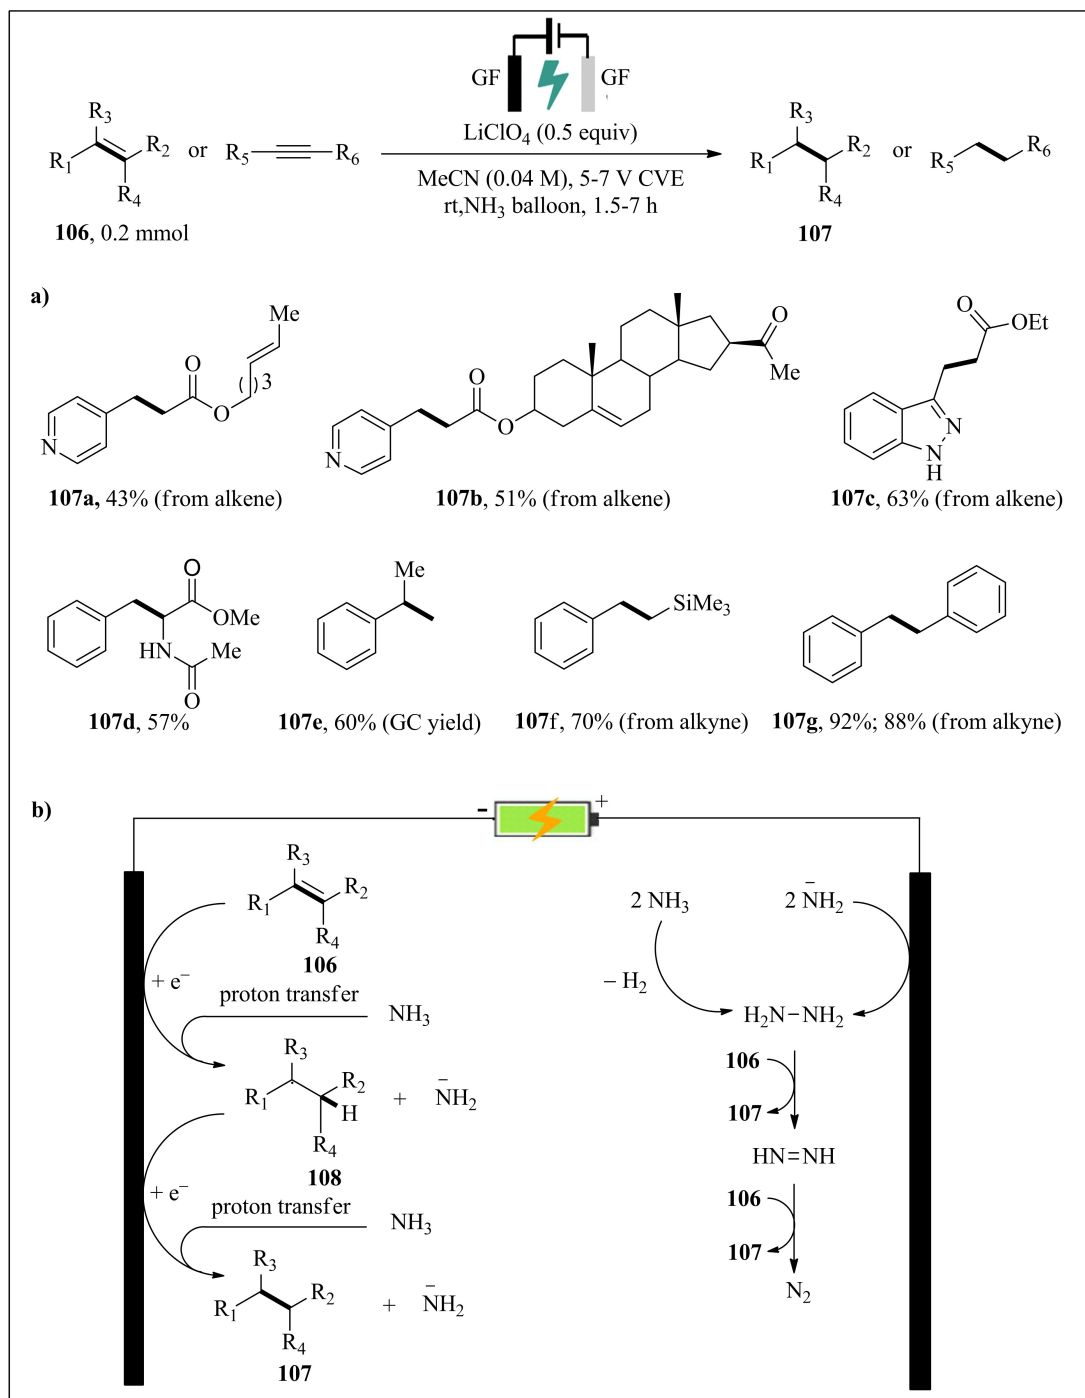 GF GF
R3
R1 R2 or R5 R6
R4
106, 0.2 mmol
LiClO4 (0.5 equiv)
MeCN (0.04 M), 5-7 V CVE
rt,NH3 balloon, 1.5-7 h
R3
R1 R2 or R5 R6
R4
107
a)
Me
O
O
( )3
N
107a, 43% (from alkene)
O
Me
O
O
N
107b, 51% (from alkene)
O
OEt
N
N
H
107c, 63% (from alkene)
O
OMe
HN Me
O
107d, 57%
Me
107e, 60% (GC yield)
SiMe3
107f, 70% (from alkyne)
107g, 92%; 88% (from alkyne)
b)
- +
R3
R1 R2
R4
106
+ e−
proton transfer
NH3
R3
R1 R2
H
R4
108
+ N̄H2
+ e−
proton transfer
NH3
R3
R1 R2
R4
107
+ N̄H2
2 NH3 2 N̄H2
− H2
H2N−NH2
106
107
HN=NH
106
107
N2